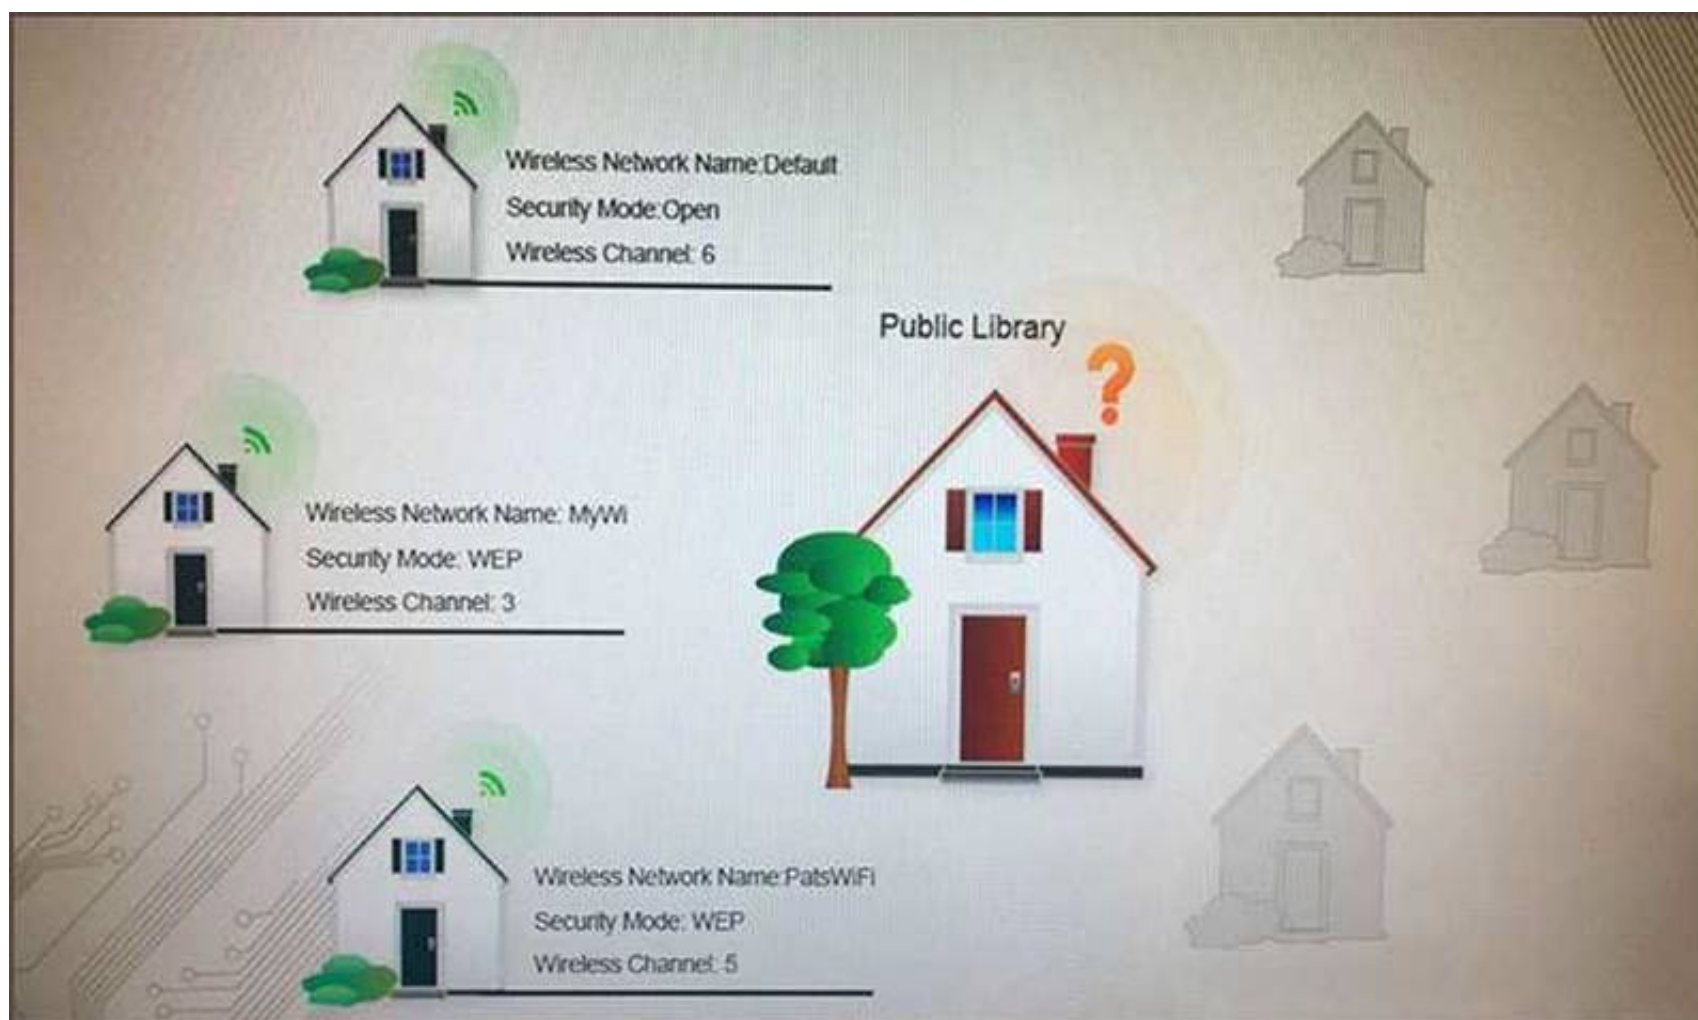 Wireless Network Name:Default
Security Mode:Open
Wireless Channel: 6
Public Library
?
Wireless Network Name: MyWi
Security Mode: WEP
Wireless Channel: 3
Wireless Network Name:PatsWiFi
Security Mode: WEP
Wireless Channel: 5